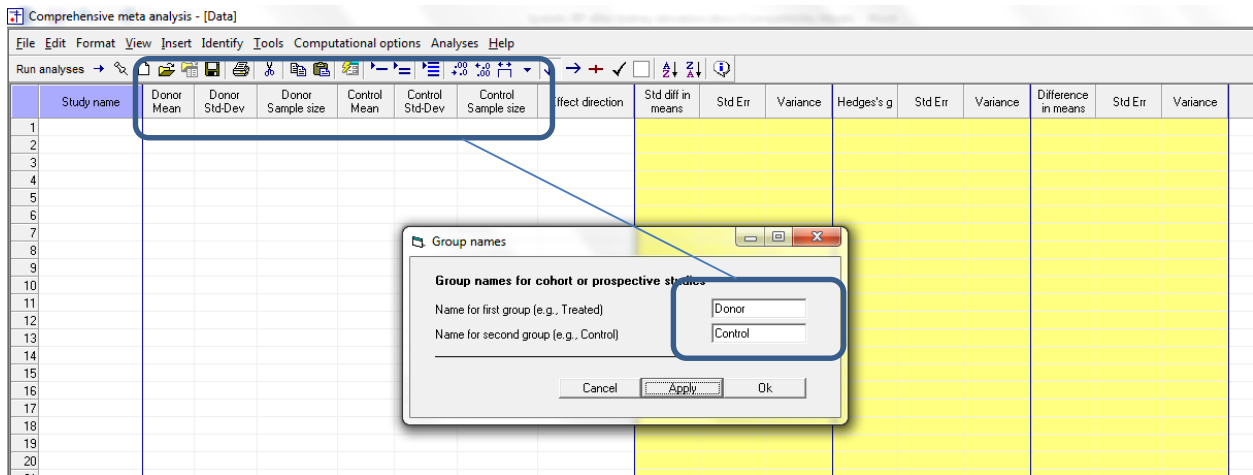 Comprehensive meta analysis - [Data]
File Edit Format View Insert Identify Tools Computational options Analyses Help
Run analyses
Study name Donor Mean Donor Std-Dev Donor Sample size Control Mean Control Std-Dev Control Sample size Effect direction Std diff in means Std Err Variance Hedges's g Std Err Variance Difference in means Std Err Variance
1
2
3
4
5
6
7
8
9
10
11
12
13
14
15
16
17
18
19
20
Group names
Group names for cohort or prospective studies
Name for first group (e.g., Treated) Donor
Name for second group (e.g., Control) Control
Cancel Apply Ok